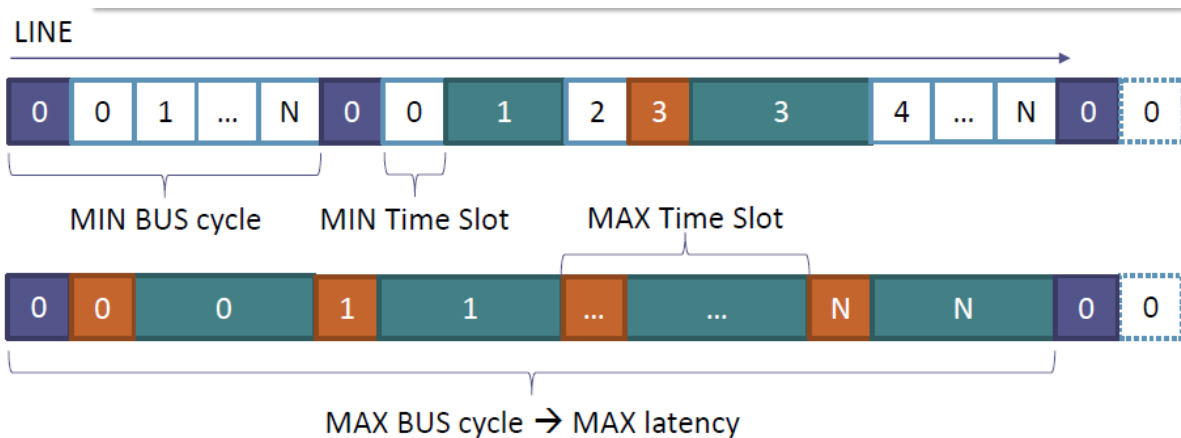 LINE
0 0 1 ... N 0 0 1 2 3 3 4 ... N 0 0
MIN BUS cycle MIN Time Slot MAX Time Slot
0 0 0 1 1 ... ... N N 0 0
MAX BUS cycle → MAX latency